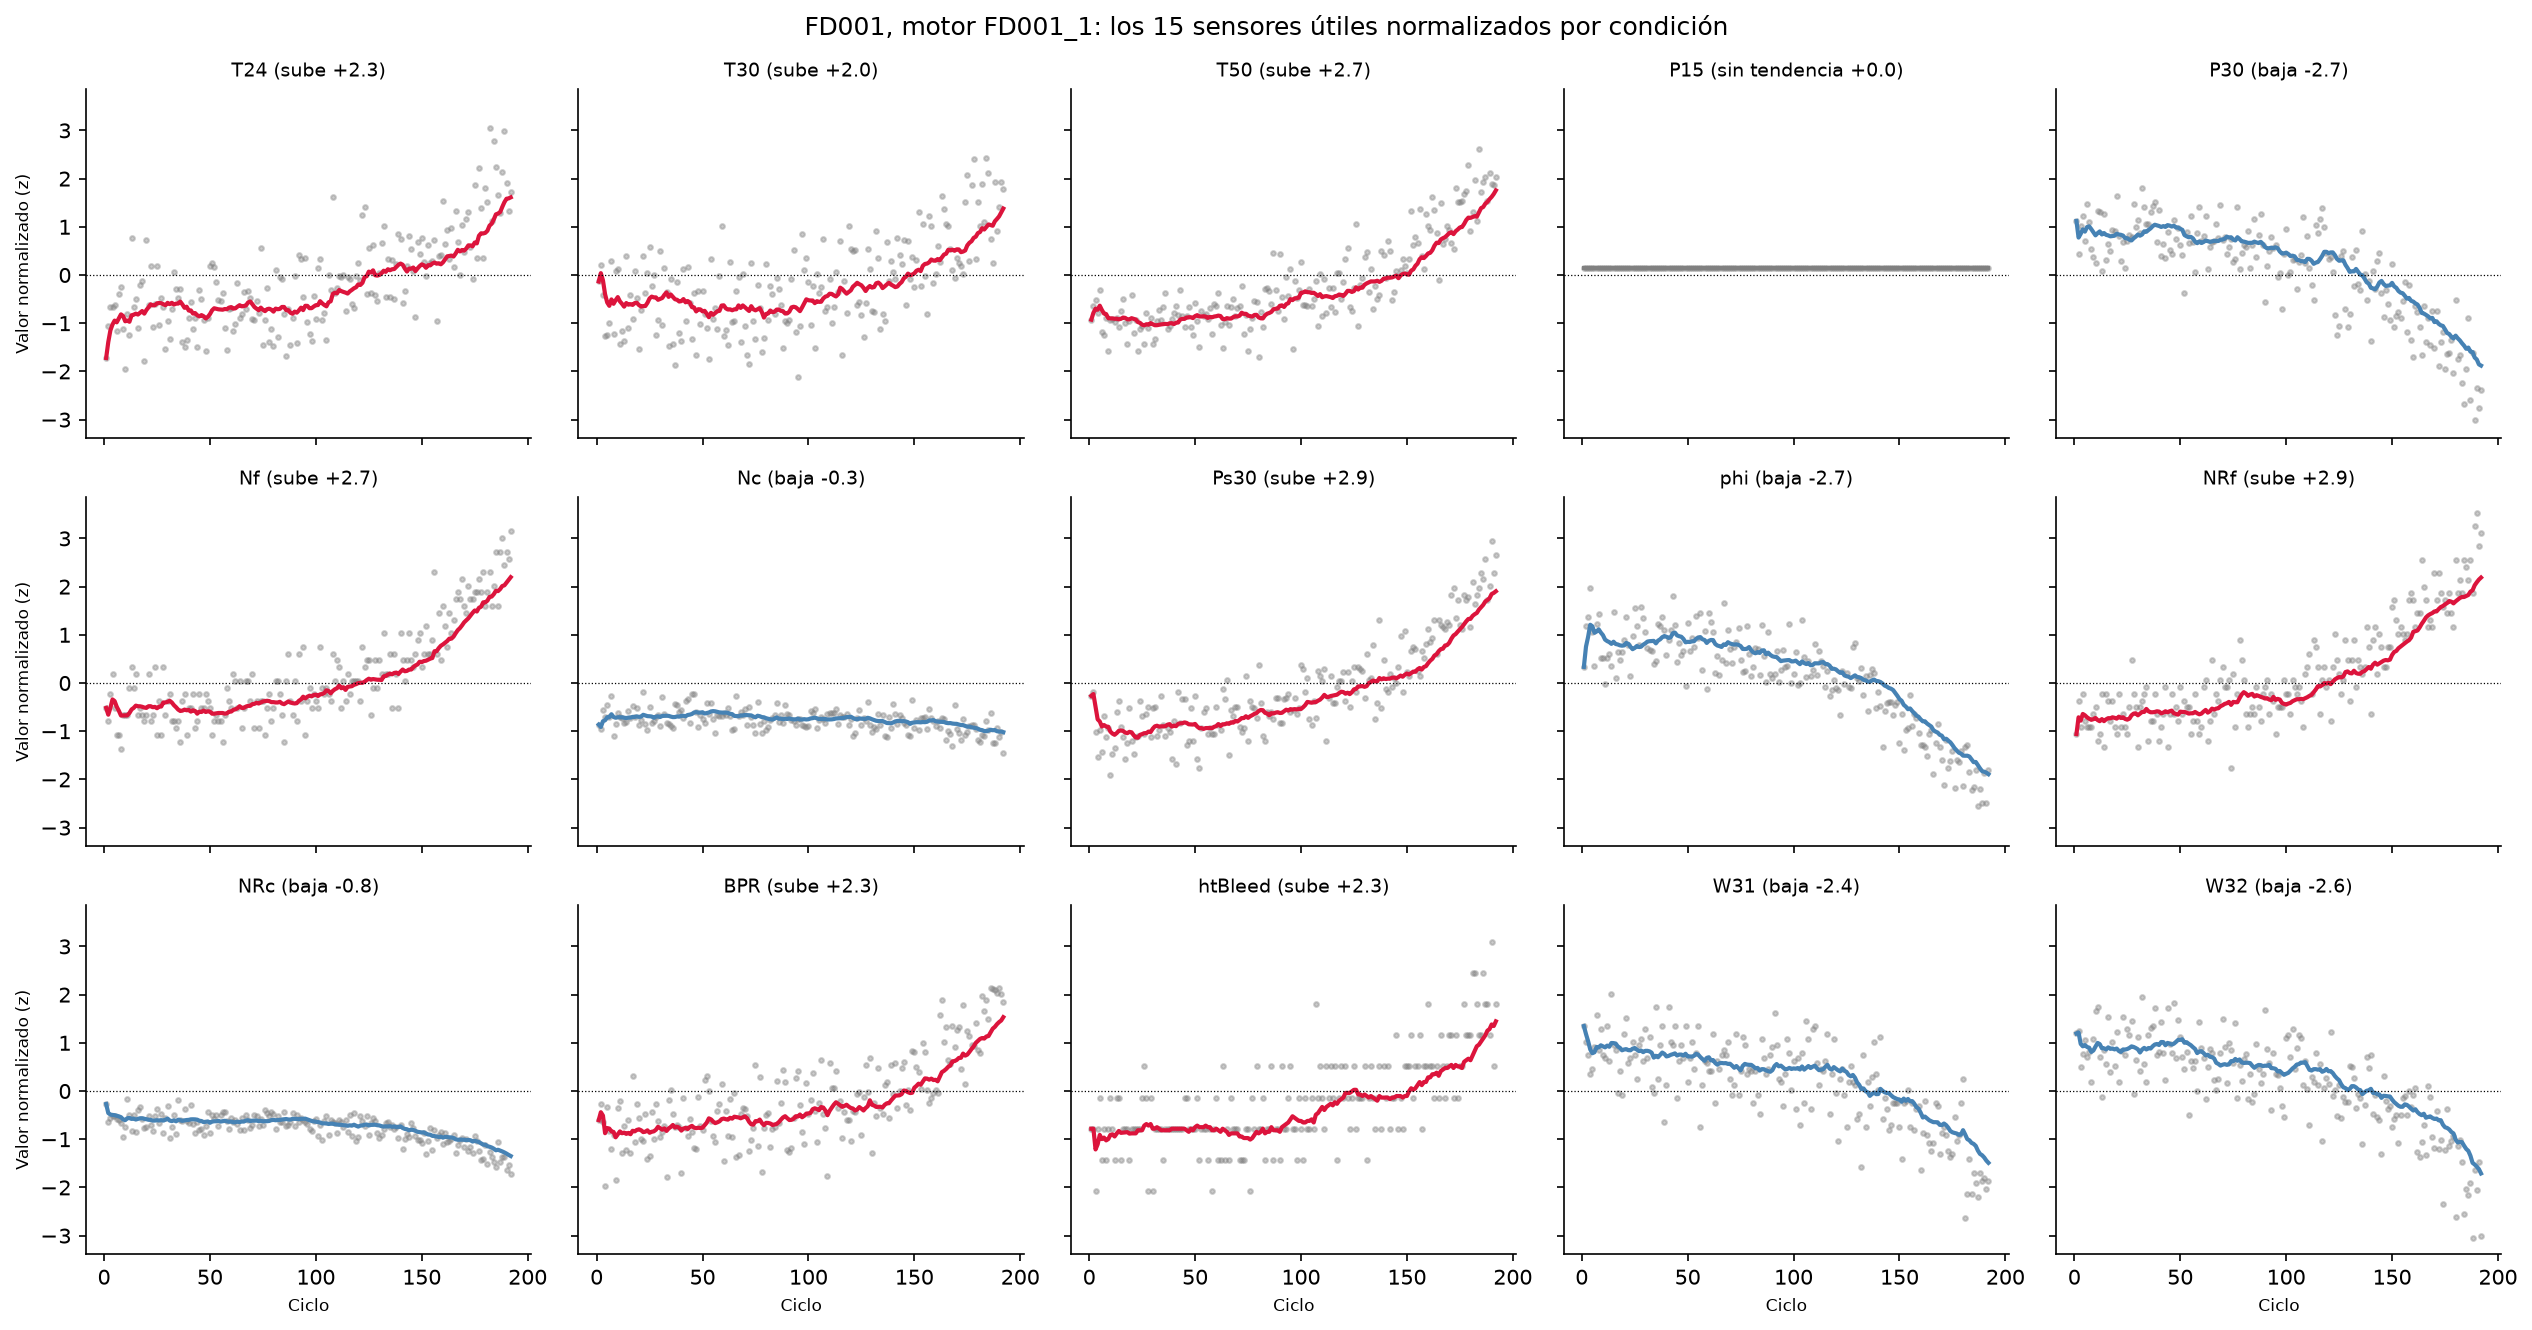 FD001, motor FD001_1: los 15 sensores útiles normalizados por condición
T24 (sube +2.3)
T30 (sube +2.0)
T50 (sube +2.7)
P15 (sin tendencia +0.0)
P30 (baja -2.7)
Valor normalizado (z)
3
2
1
0
−1
−2
−3
Nf (sube +2.7)
Nc (baja -0.3)
Ps30 (sube +2.9)
phi (baja -2.7)
NRf (sube +2.9)
Valor normalizado (z)
3
2
1
0
−1
−2
−3
NRc (baja -0.8)
BPR (sube +2.3)
htBleed (sube +2.3)
W31 (baja -2.4)
W32 (baja -2.6)
Valor normalizado (z)
3
2
1
0
−1
−2
−3
0 50 100 150 200
0 50 100 150 200
0 50 100 150 200
0 50 100 150 200
0 50 100 150 200
Ciclo
Ciclo
Ciclo
Ciclo
Ciclo